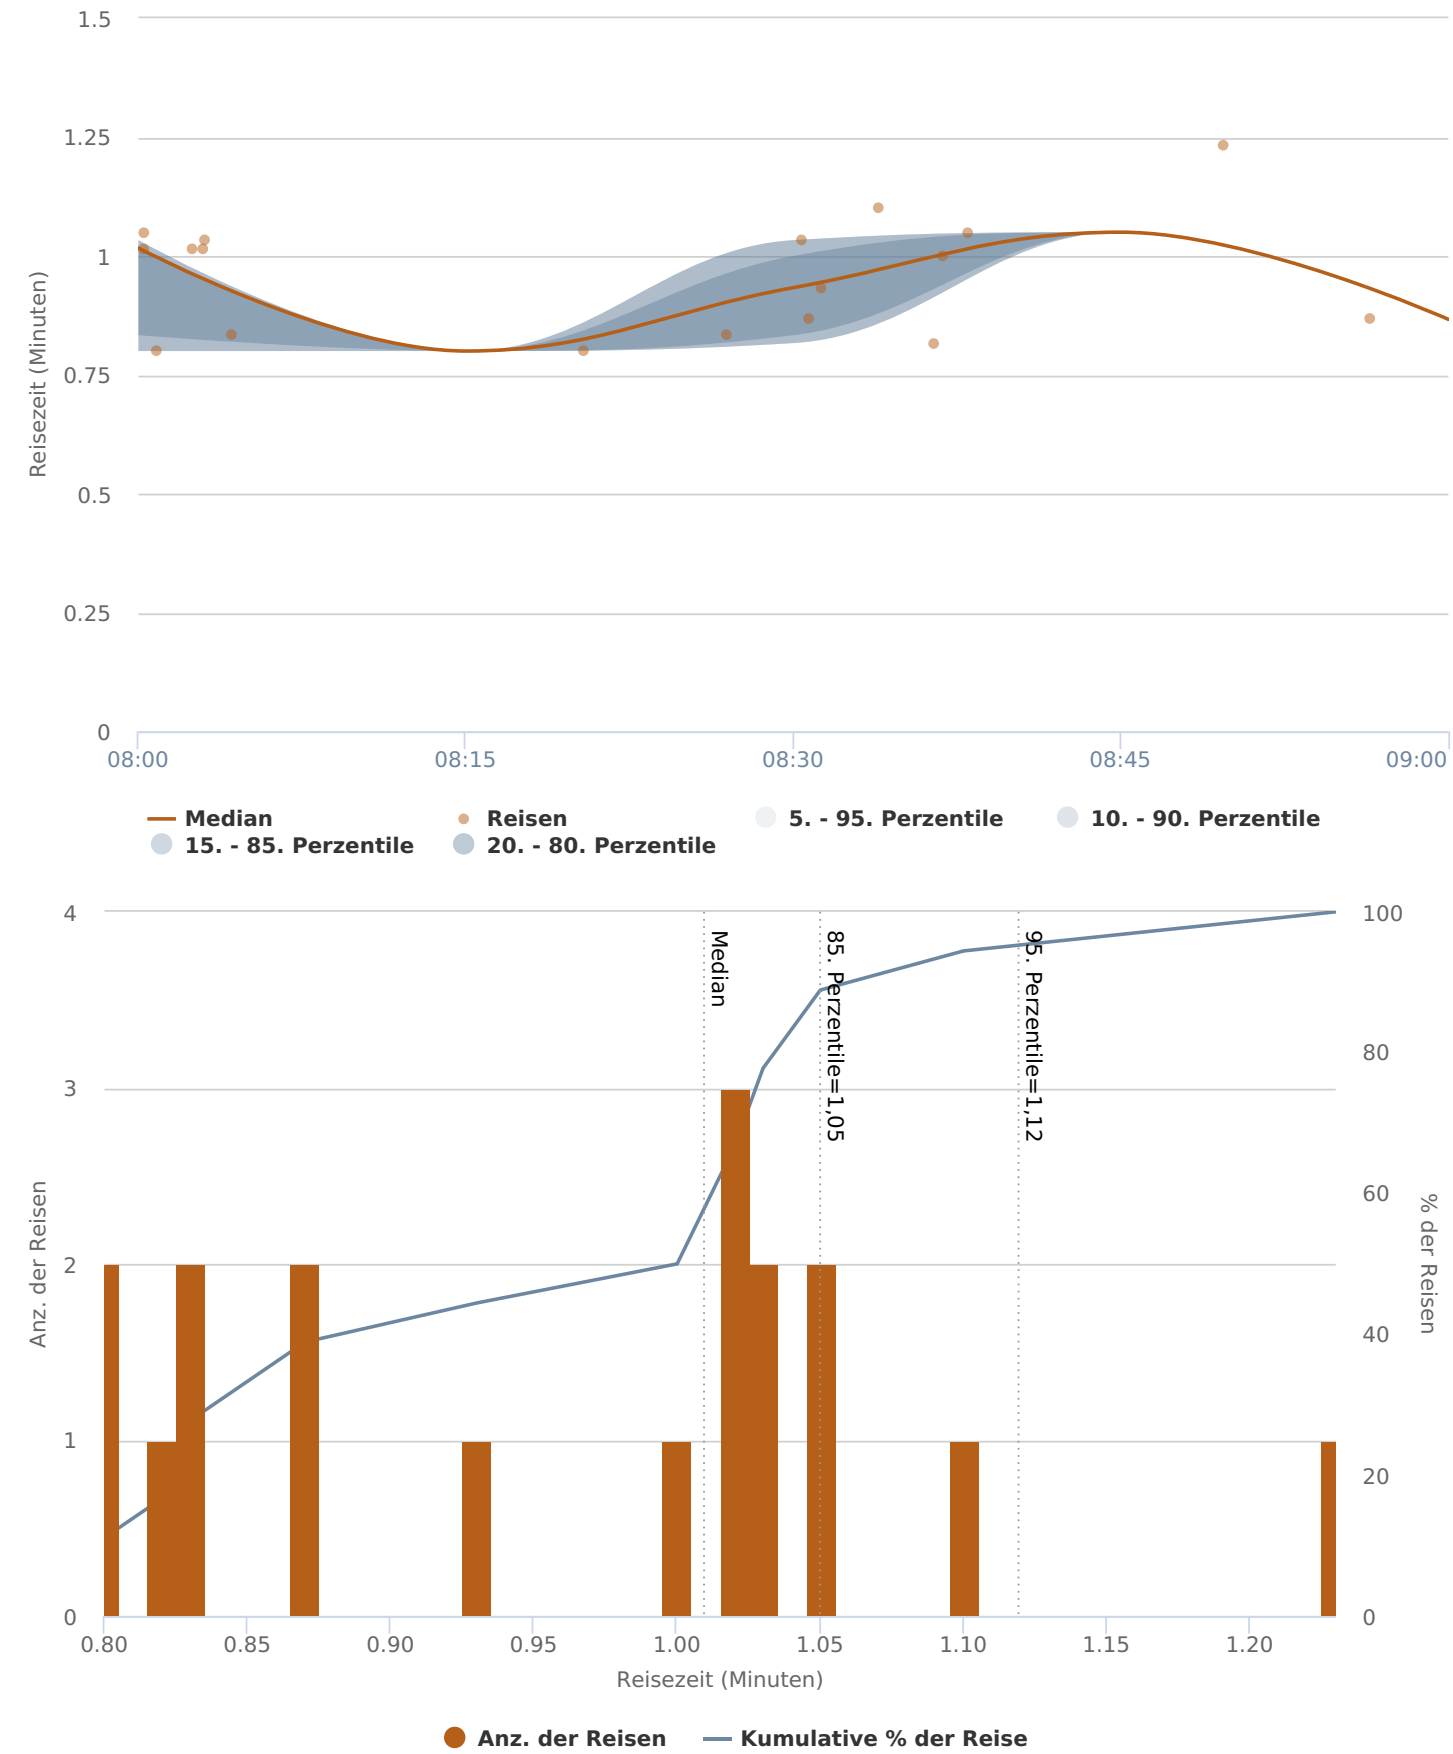 1.5
1.25
1
0.75
0.5
0.25
0
Reisezeit (Minuten)
08:00 08:15 08:30 08:45 09:00
Median Reisen 5. - 95. Perzentile 10. - 90. Perzentile
15. - 85. Perzentile 20. - 80. Perzentile
4
3
2
1
0
Anz. der Reisen
Median
85. Perzentile=1,05
95. Perzentile=1,12
100
80
60
40
20
0
% der Reisen
0.80 0.85 0.90 0.95 1.00 1.05 1.10 1.15 1.20
Reisezeit (Minuten)
Anz. der Reisen Kumulative % der Reise